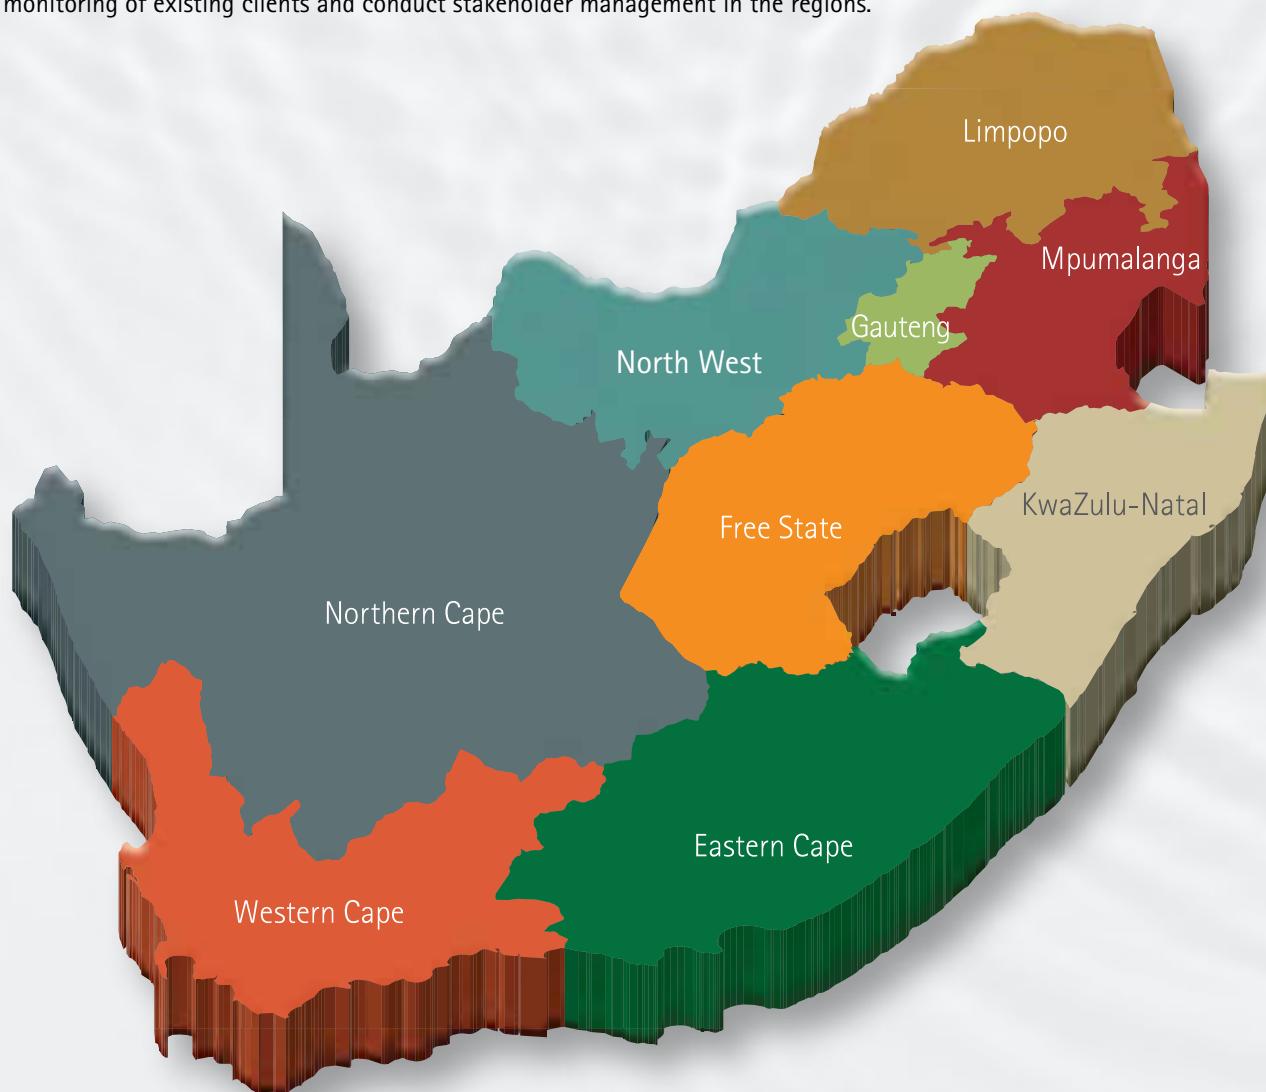 monitoring of existing clients and conduct stakeholder management in the regions.
Limpopo
Mpumalanga
Gauteng
North West
KwaZulu-Natal
Free State
Northern Cape
Eastern Cape
Western Cape